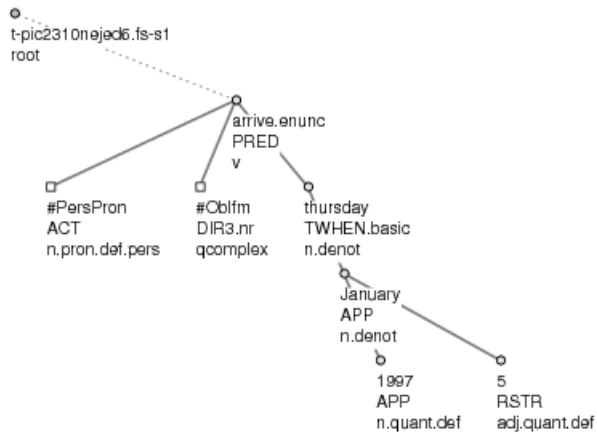 t-pic2310nejed6.fs-s1
root
arrive.enunc
PRED
v
#PersPron
ACT
n.pron.def.pers
#Oblfm
DIR3.nr
qcomplex
thursday
TWHEN.basic
n.denot
January
APP
n.denot
1997
APP
n.quant.def
5
RSTR
adj.quant.def